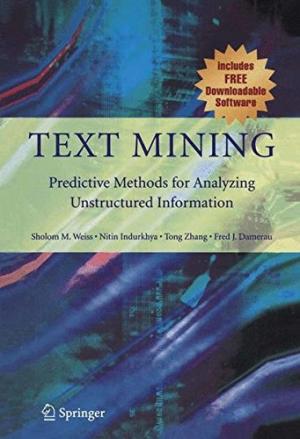 includes
FREE
Downloadable
Software
TEXT MINING
Predictive Methods for Analyzing
Unstructured Information
Sholom M. Weiss • Nitin Indurkhya • Tong Zhang • Fred J. Damerau
Springer